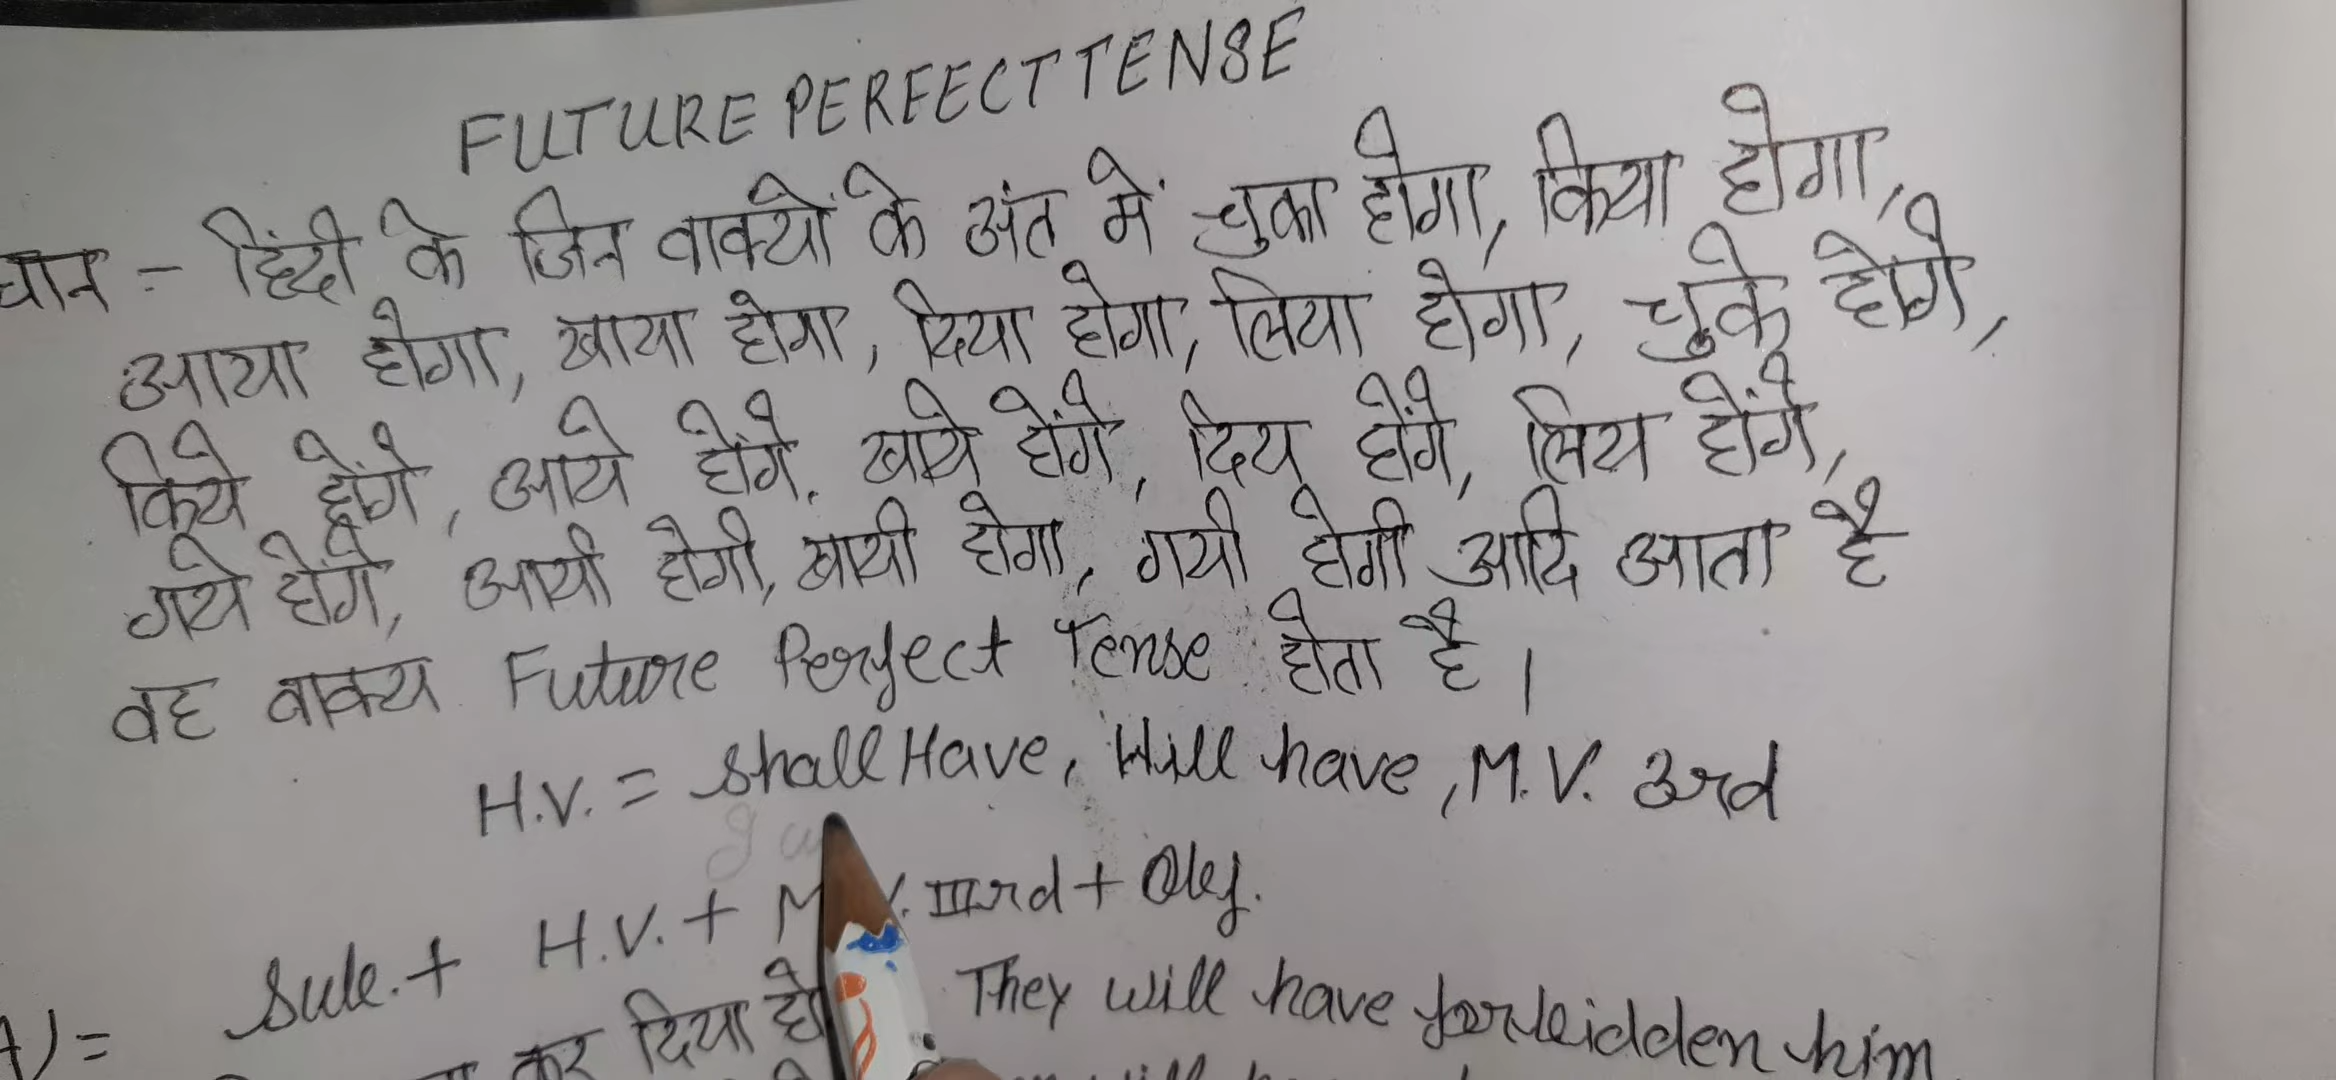 FUTURE PERFECT TENSE
चान - हिंदी के जिन वाक्यों के अंत में चुका होगा, किया होगा,
आया होगा, खाया होगा, दिया होगा, लिया होगा, चुके होगे,
किये होंगे, आये होंगे, खाये होंगे, दिय होंगे, लिय होंगे,
गये होंगे, आयी होगी, खायी होगा, गयी होगी आदि आता है
वह वाक्य Future Perfect Tense होता है।
H.V. = Shall Have, Will have, M.V. 3rd
Sub. + H.V. + M.V. IIIrd + Obj.
A) =
कर दिया हो They will have forbidden him